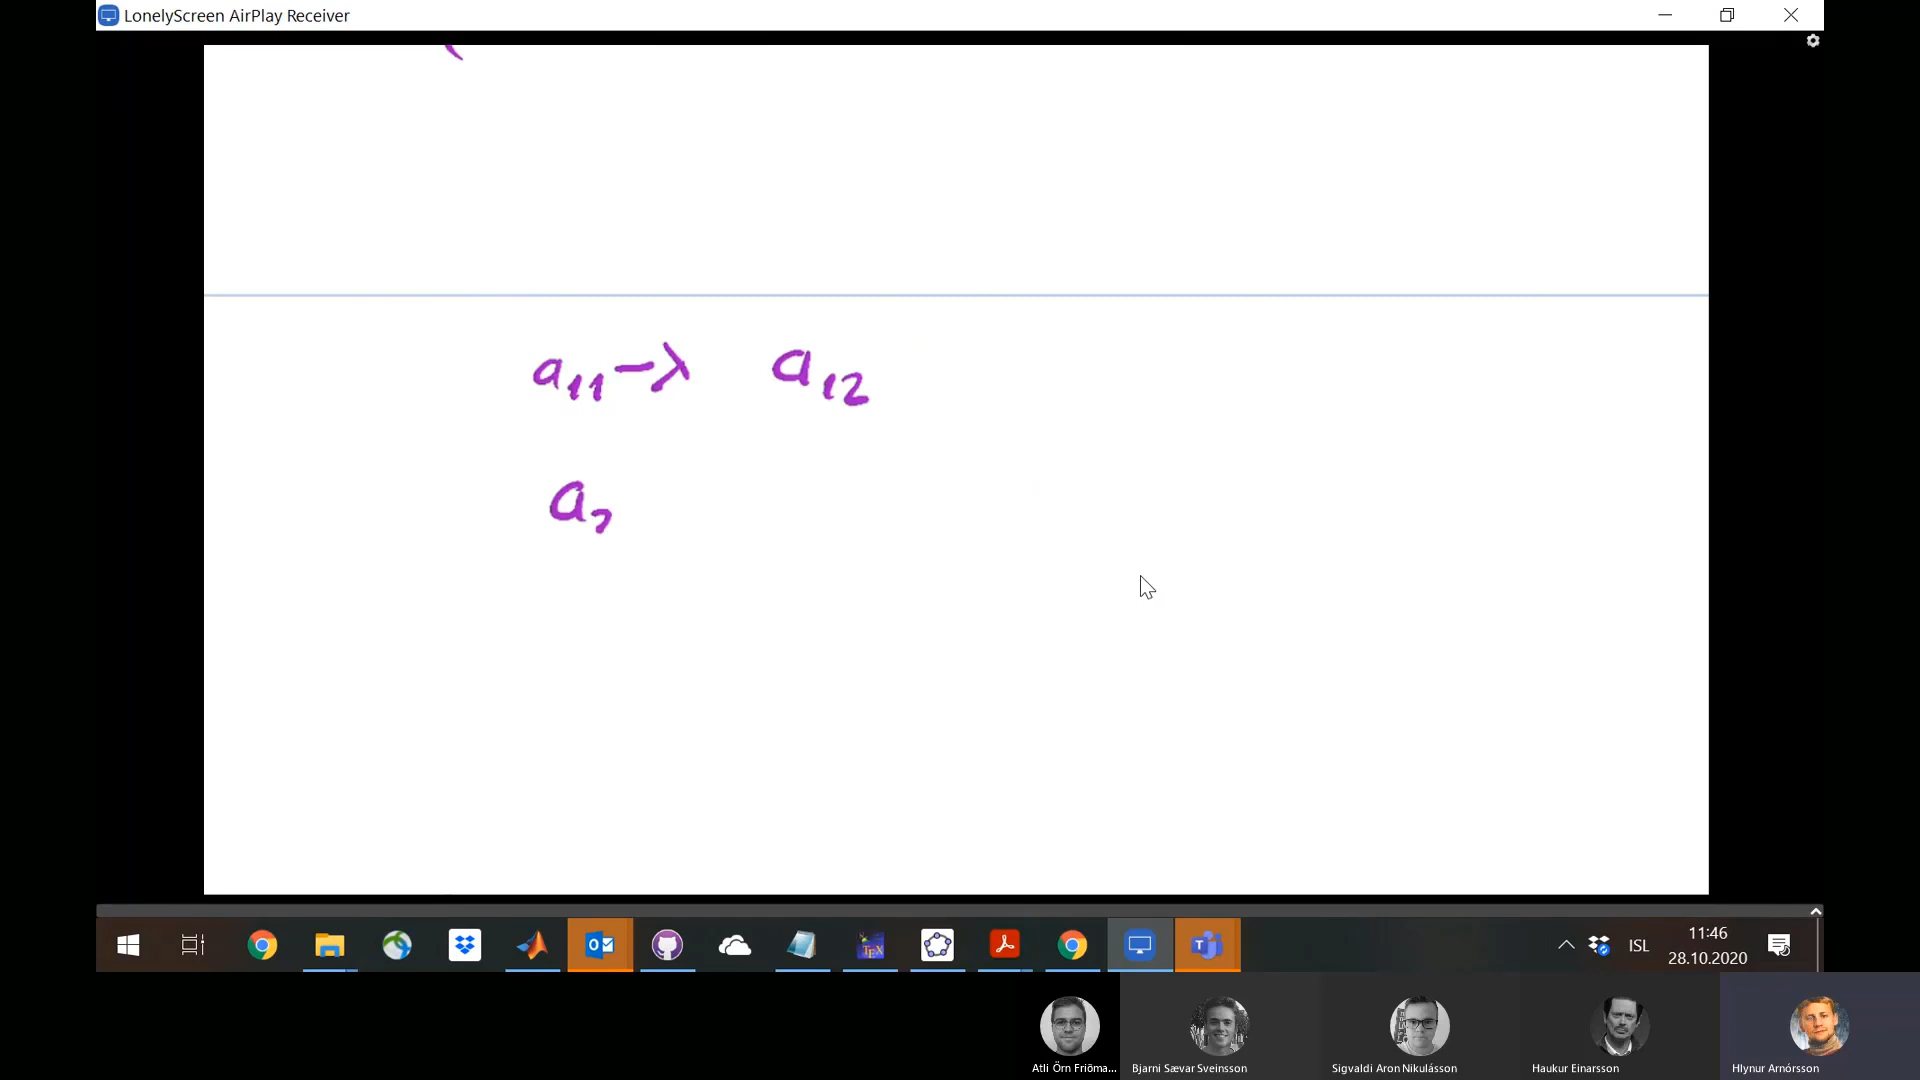 LonelyScreen AirPlay Receiver
a₁₁-λ a₁₂
a₂
TEX
ISL
11:46
28.10.2020
Atli Örn Friðma...
Bjarni Sævar Sveinsson
Sigvaldi Aron Nikulásson
Haukur Einarsson
Hlynur Arnórsson